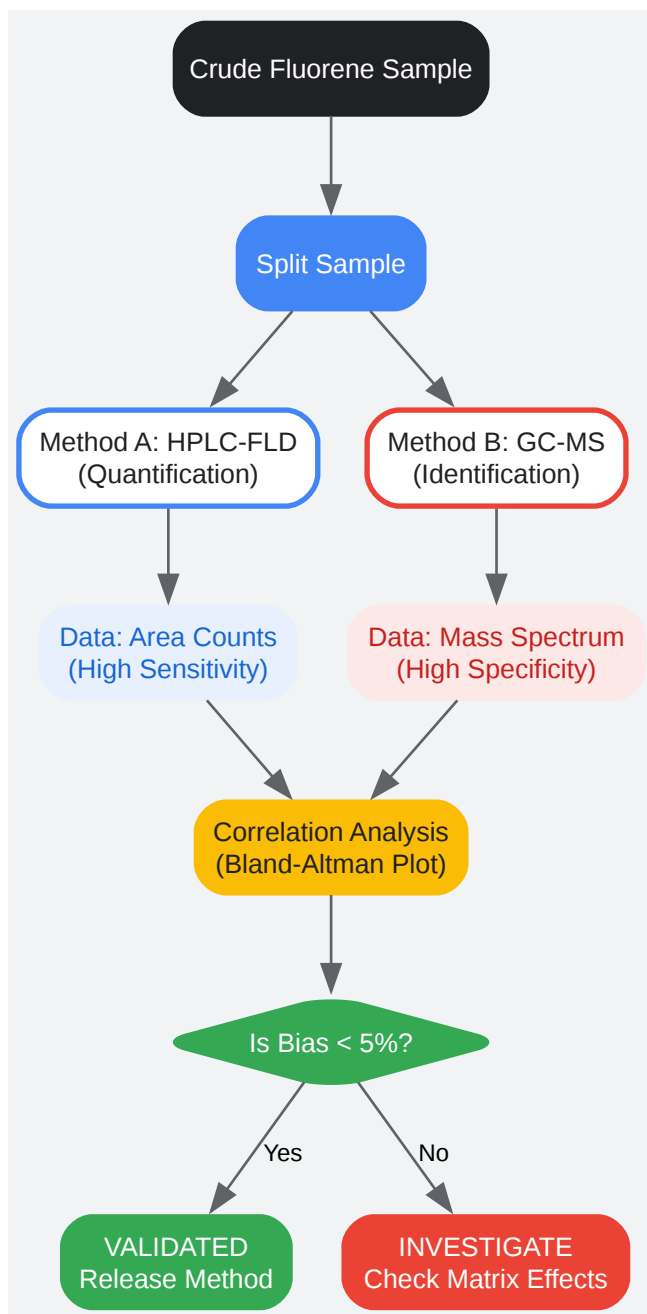 Crude Fluorene Sample
Split Sample
Method A: HPLC-FLD
(Quantification)
Method B: GC-MS
(Identification)
Data: Area Counts
(High Sensitivity)
Data: Mass Spectrum
(High Specificity)
Correlation Analysis
(Bland-Altman Plot)
Is Bias < 5%?
Yes
No
VALIDATED
Release Method
INVESTIGATE
Check Matrix Effects